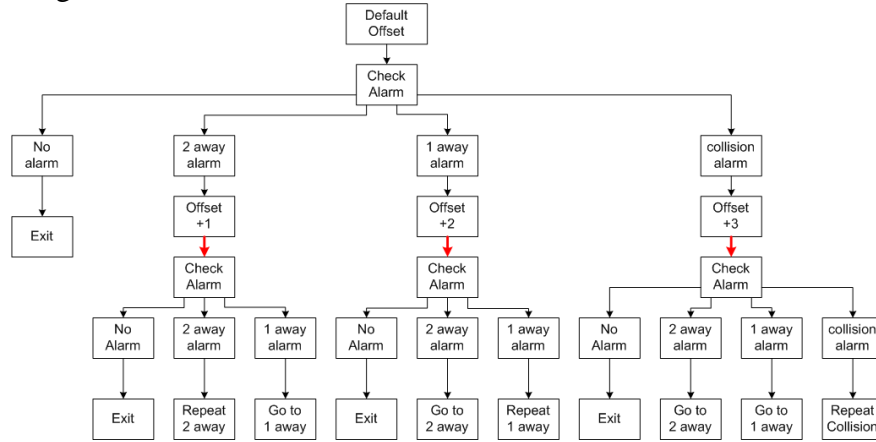 Default
Offset
Check
Alarm
No
alarm
2 away
alarm
1 away
alarm
collision
alarm
Exit
Offset
+1
Offset
+2
Offset
+3
Check
Alarm
Check
Alarm
Check
Alarm
No
Alarm
2 away
alarm
1 away
alarm
No
Alarm
2 away
alarm
1 away
alarm
No
Alarm
2 away
alarm
1 away
alarm
collision
alarm
Exit
Repeat
2 away
Go to
1 away
Exit
Go to
2 away
Repeat
1 away
Exit
Go to
2 away
Go to
1 away
Repeat
Collision